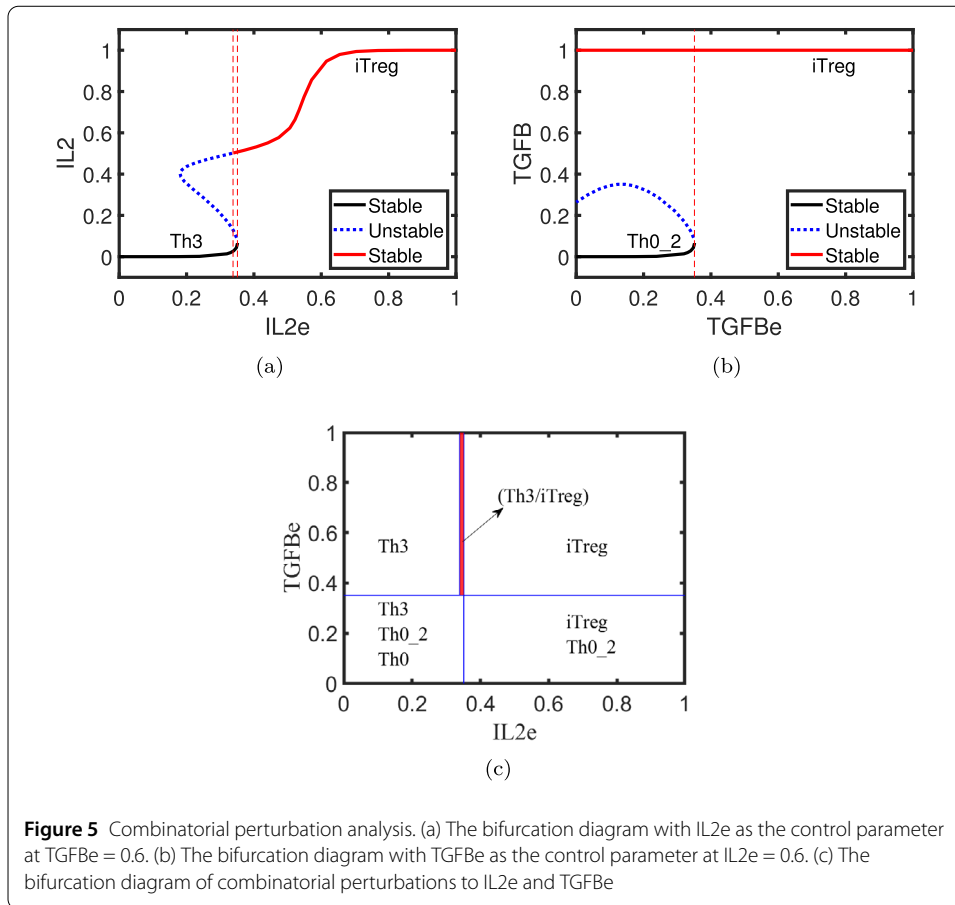 1
0.8
0.6
0.4
0.2
0
IL2
iTreg
Th3
Stable
Unstable
Stable
0 0.2 0.4 0.6 0.8 1
IL2e
(a)
1
0.8
0.6
0.4
0.2
0
TGFB
iTreg
Th0_2
Stable
Unstable
Stable
0 0.2 0.4 0.6 0.8 1
TGFBe
(b)
1
0.8
0.6
0.4
0.2
0
TGFBe
(Th3/iTreg)
Th3
iTreg
Th3
Th0_2
Th0
iTreg
Th0_2
0 0.2 0.4 0.6 0.8 1
IL2e
(c)
Figure 5 Combinatorial perturbation analysis. (a) The bifurcation diagram with IL2e as the control parameter
at TGFBe = 0.6. (b) The bifurcation diagram with TGFBe as the control parameter at IL2e = 0.6. (c) The
bifurcation diagram of combinatorial perturbations to IL2e and TGFBe